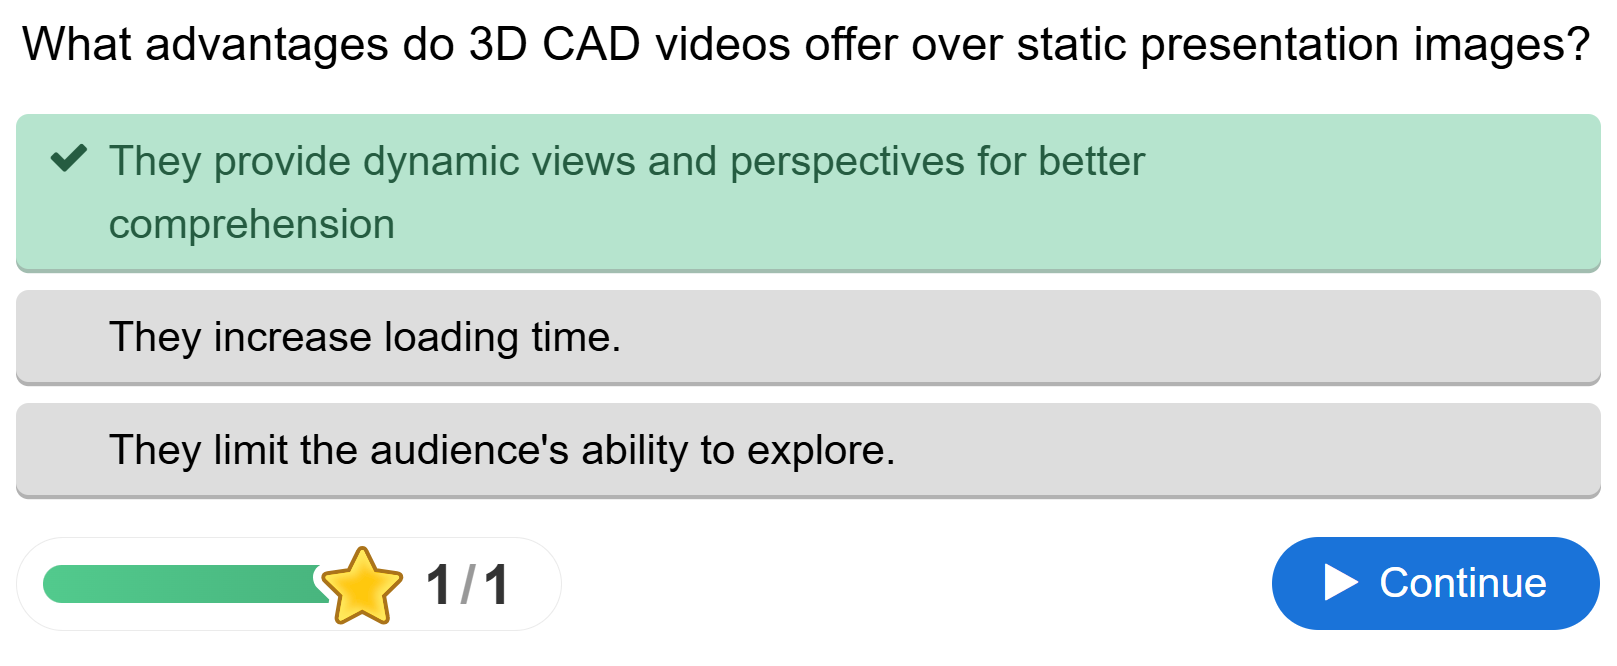 What advantages do 3D CAD videos offer over static presentation images?
They provide dynamic views and perspectives for better
comprehension
They increase loading time.
They limit the audience's ability to explore.
1/1
Continue